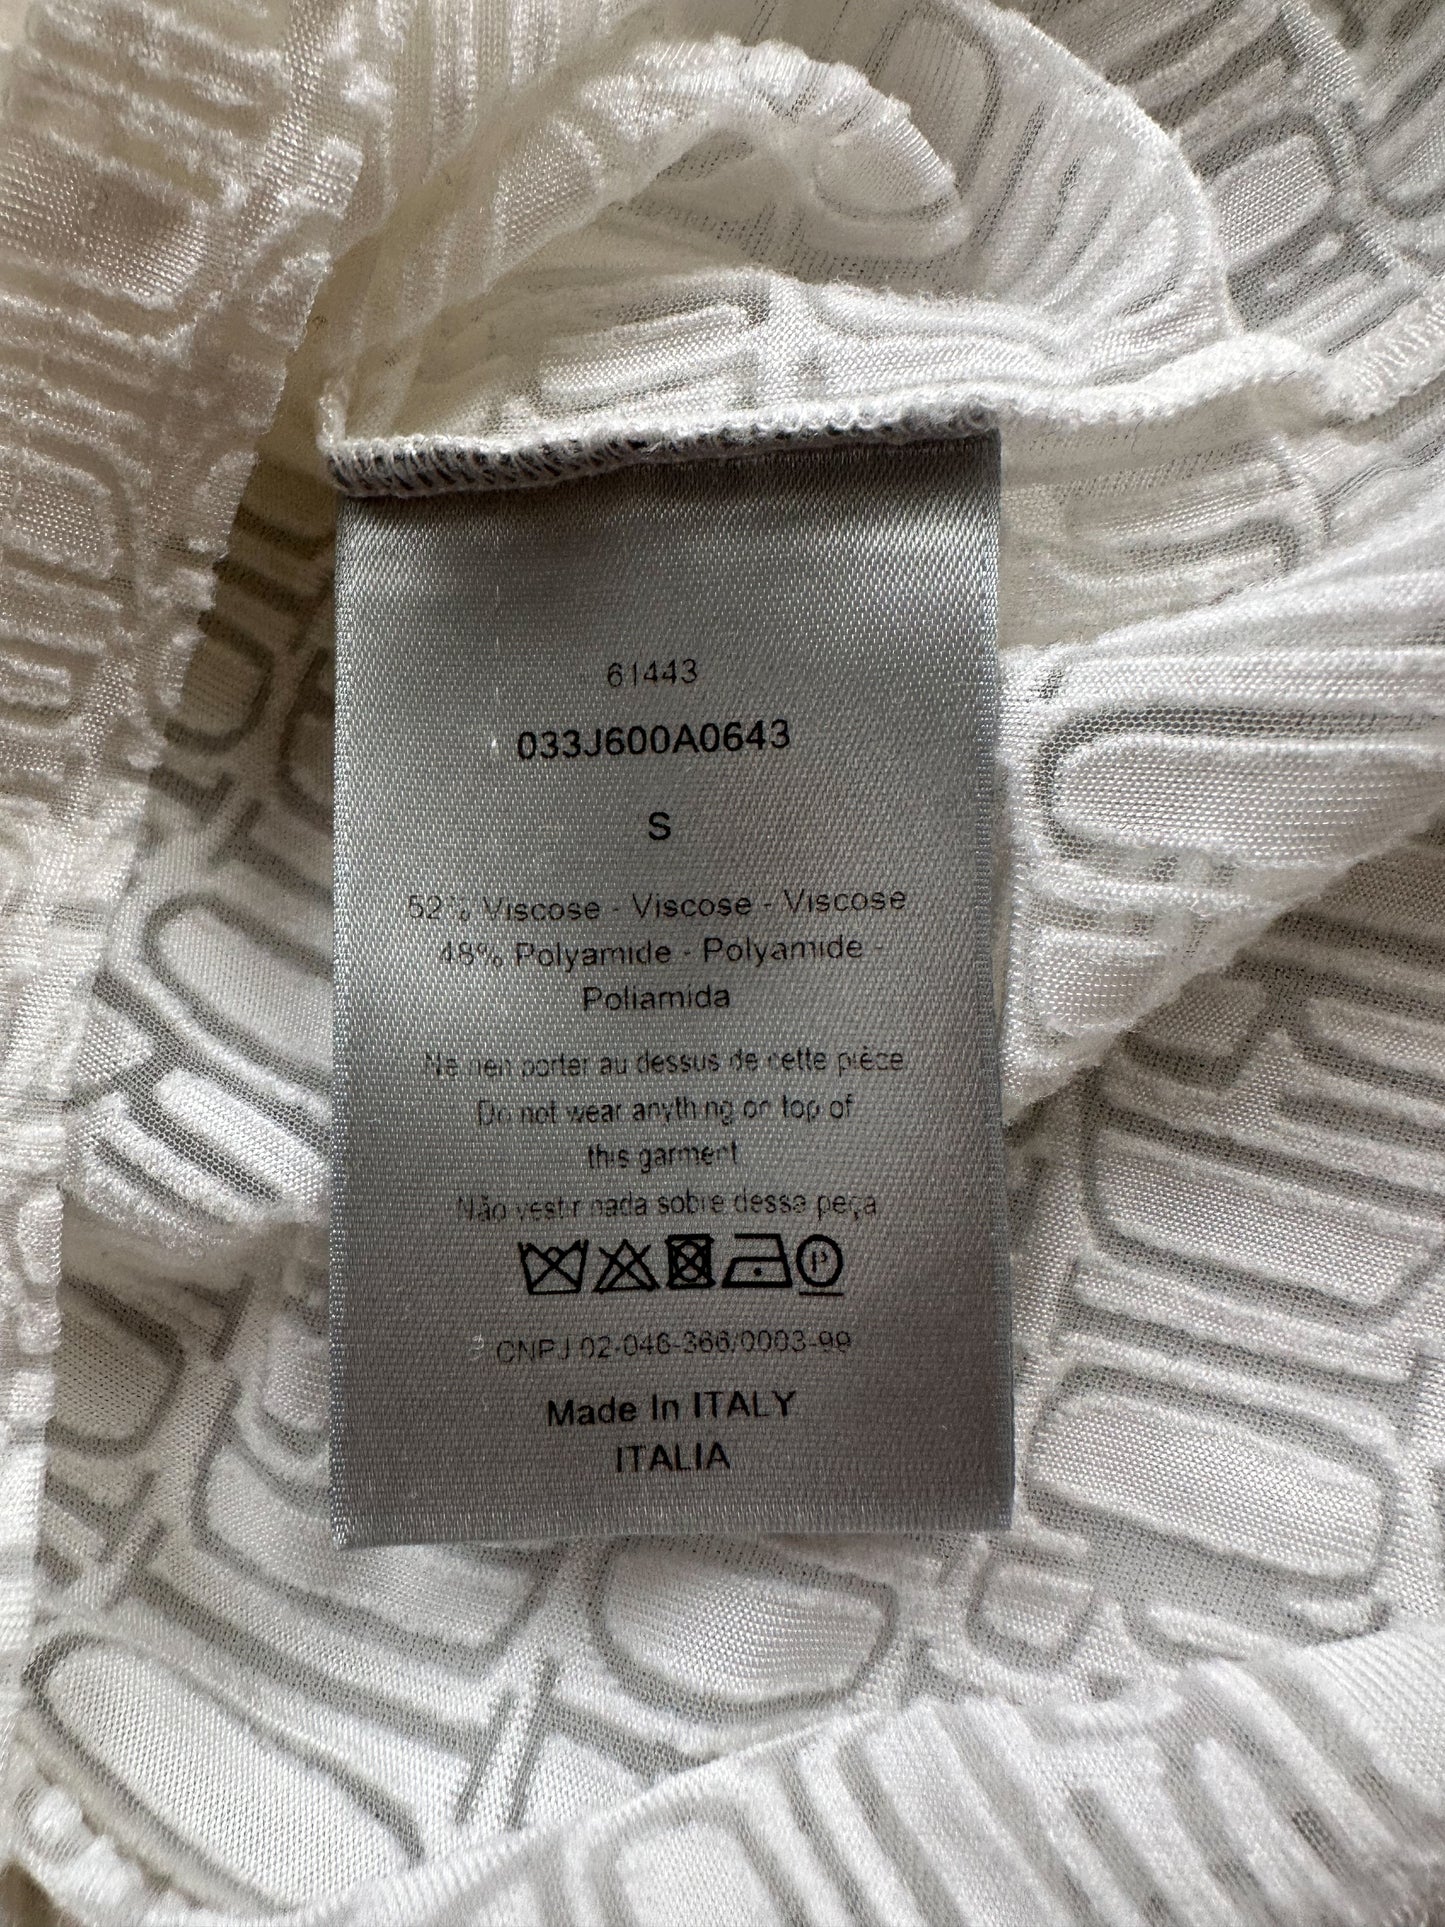 61443
033J600A0643
S
52% Viscose - Viscose - Viscose
48% Polyamide - Polyamide -
Poliamida
Ne rien porter au dessus de cette pièce
Do not wear anything on top of
this garment
Não vestir nada sobre dessa peça
P
CNPJ 02-046-366/0003-99
Made In ITALY
ITALIA